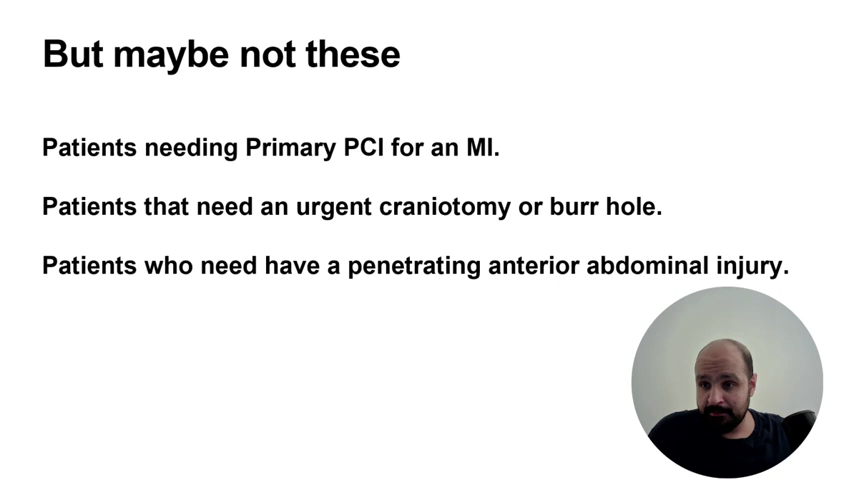 But maybe not these
Patients needing Primary PCI for an MI.
Patients that need an urgent craniotomy or burr hole.
Patients who need have a penetrating anterior abdominal injury.